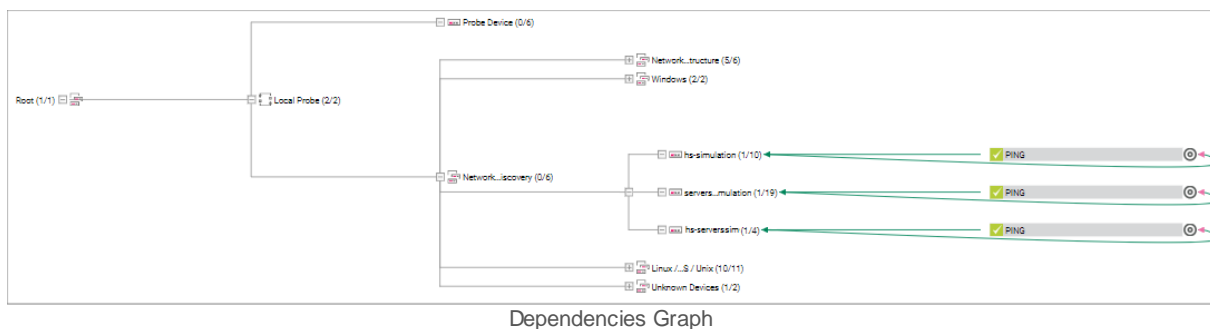 Probe Device (0/6)
Network...tructure (5/6)
Windows (2/2)
Root (1/1)
Local Probe (2/2)
hs-simulation (1/10)
PING
Network...iscovery (0/6)
servers...mulation (1/19)
PING
hs-serverssim (1/4)
PING
Linux /...S / Unix (10/11)
Unknown Devices (1/2)
Dependencies Graph